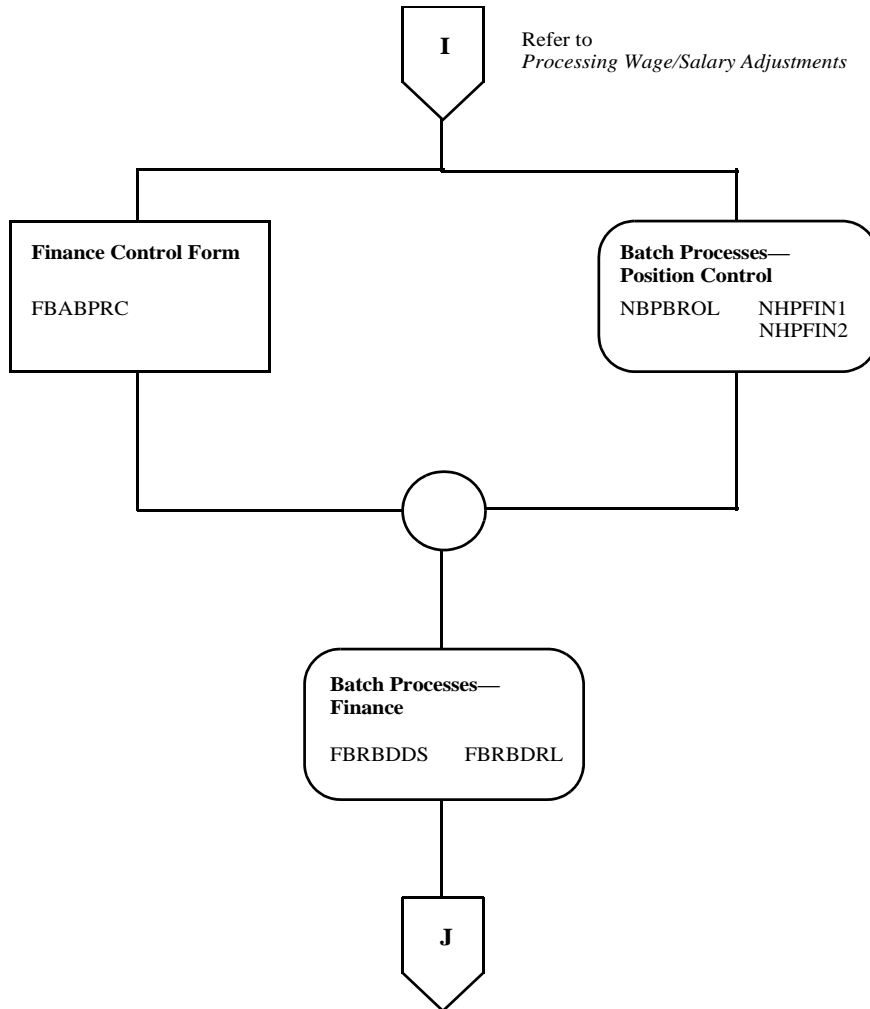 I
Refer to
Processing Wage/Salary Adjustments
Finance Control Form
FBABPRC
Batch Processes—
Position Control
NBPBROL NHPFIN1
NHPFIN2
Batch Processes—
Finance
FBRBDDS FBRBDRL
J